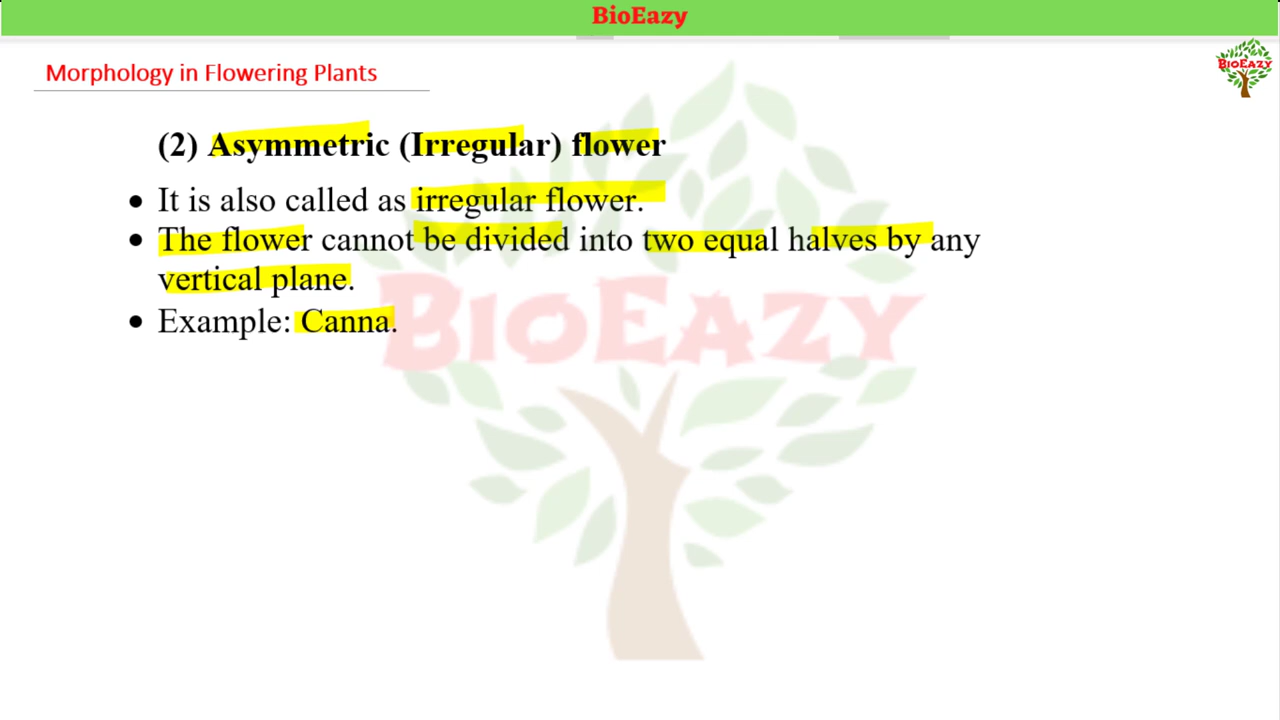 BioEazy
BIOEAZY
Morphology in Flowering Plants
(2) Asymmetric (Irregular) flower
• It is also called as irregular flower.
• The flower cannot be divided into two equal halves by any
vertical plane.
• Example: Canna.
BIOEAZY